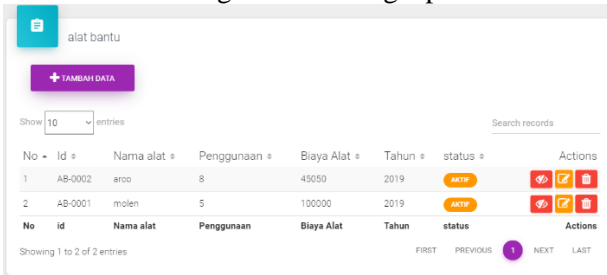 alat bantu
TAMBAH DATA
Show 10 entries
Search records
No Id Nama alat Penggunaan Biaya Alat Tahun status Actions
1 AB-0002 arco 8 45050 2019 AKTIF
2 AB-0001 molen 5 100000 2019 AKTIF
No id Nama alat Penggunaan Biaya Alat Tahun status Actions
Showing 1 to 2 of 2 entries FIRST PREVIOUS 1 NEXT LAST